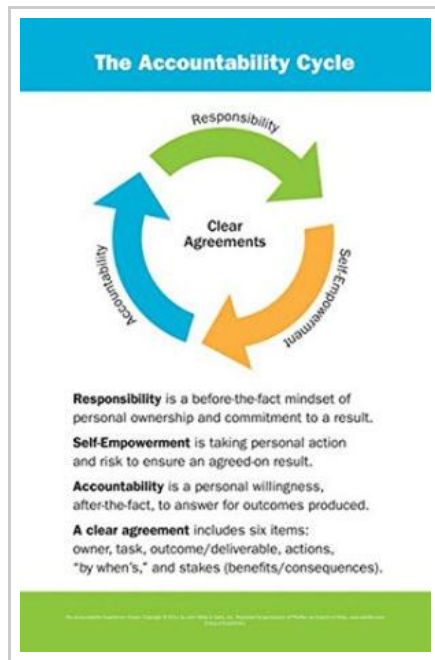 The Accountability Cycle
Responsibility
Clear
Agreements
Self-Empowerment
Accountability
Responsibility is a before-the-fact mindset of
personal ownership and commitment to a result.
Self-Empowerment is taking personal action
and risk to ensure an agreed-on result.
Accountability is a personal willingness,
after-the-fact, to answer for outcomes produced.
A clear agreement includes six items:
owner, task, outcome/deliverable, actions,
“by when's,” and stakes (benefits/consequences).